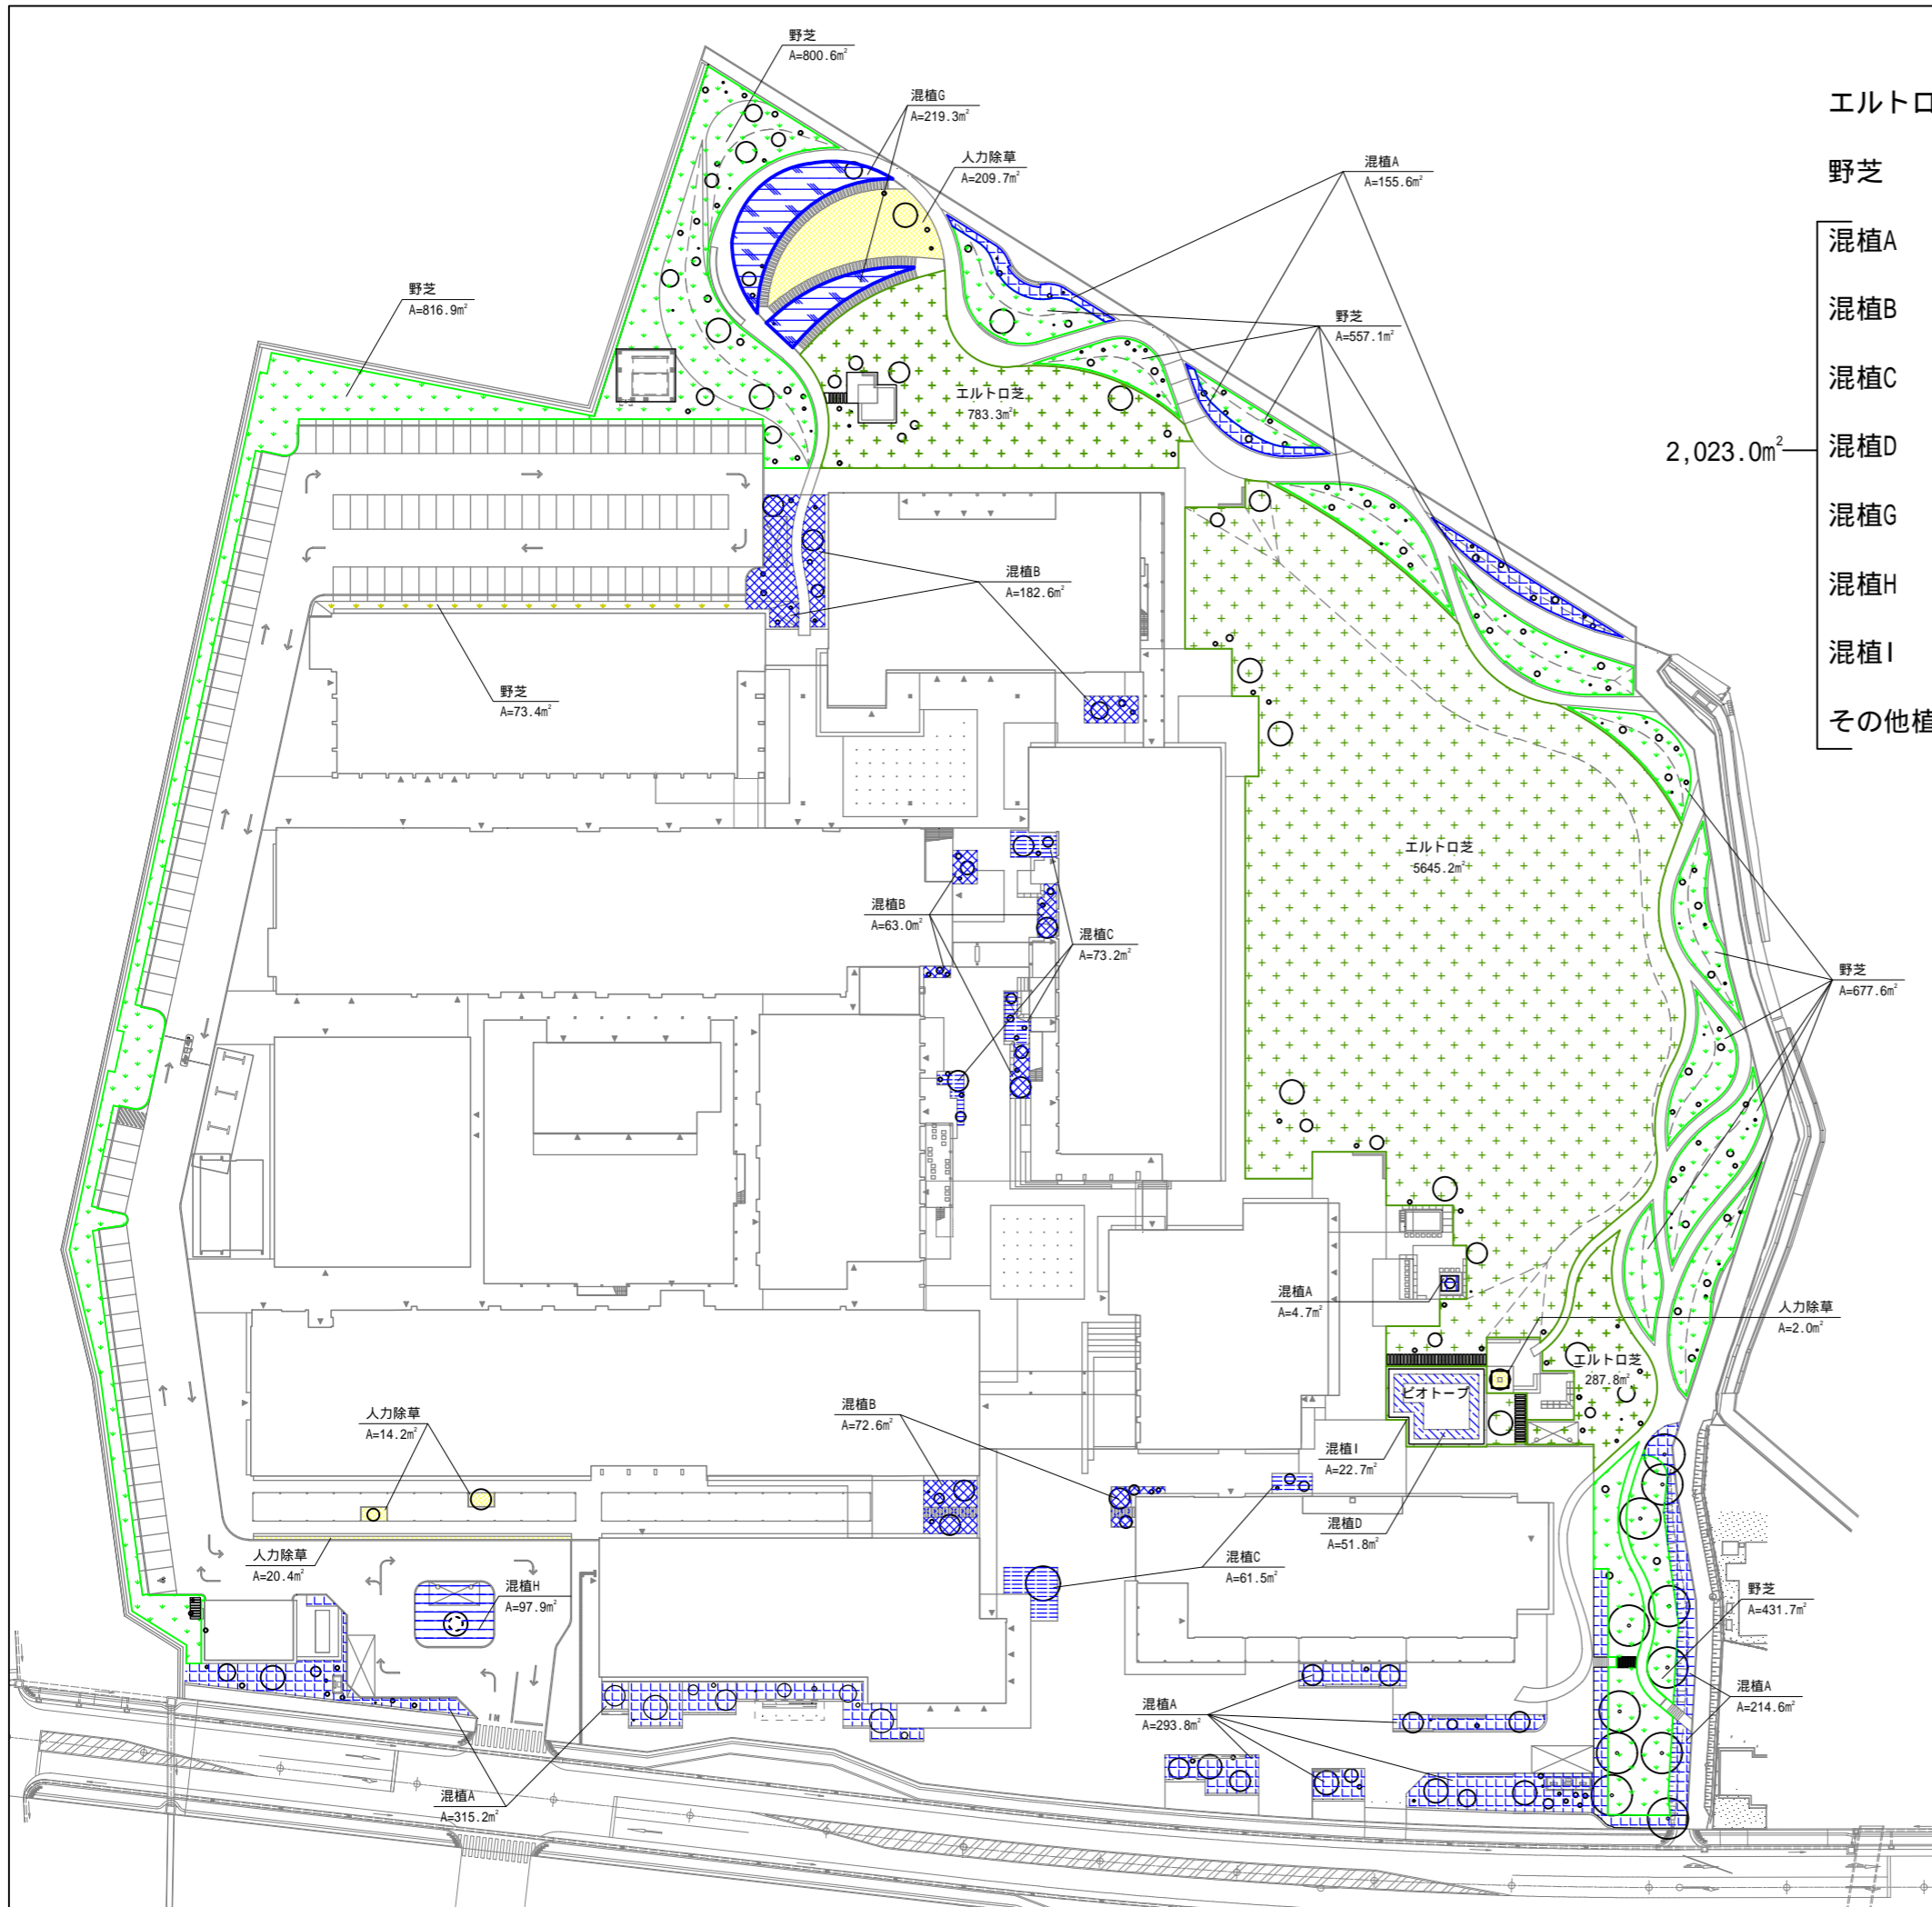 野芝
A=800.6m²
混植G
A=219.3m²
人力除草
A=209.7m²
混植A
A=155.6m²
野芝
A=816.9m²
野芝
A=557.1m²
エルトロ芝
783.3m²
混植B
A=182.6m²
野芝
A=73.4m²
エルトロ芝
5645.2m²
混植B
A=63.0m²
混植C
A=73.2m²
野芝
A=677.6m²
混植A
A=4.7m²
人力除草
A=2.0m²
エルトロ芝
287.8m²
ビオトープ
人力除草
A=14.2m²
混植B
A=72.6m²
混植I
A=22.7m²
混植D
A=51.8m²
人力除草
A=20.4m²
混植H
A=97.9m²
混植C
A=61.5m²
野芝
A=431.7m²
混植A
A=214.6m²
混植A
A=293.8m²
混植A
A=315.2m²
エルトロ
野芝
混植A
混植B
混植C
2,023.0m²
混植D
混植G
混植H
混植I
その他植